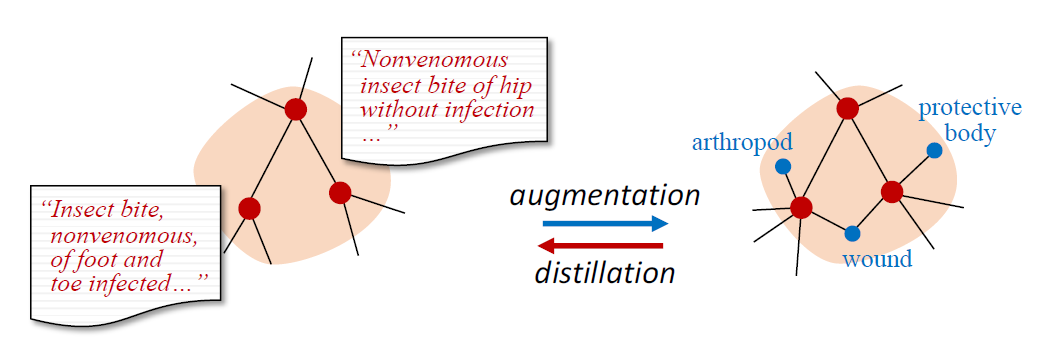 “Nonvenomous
insect bite of hip
without infection
…”
“Insect bite,
nonvenomous,
of foot and
toe infected…”
augmentation
distillation
arthropod
protective
body
wound